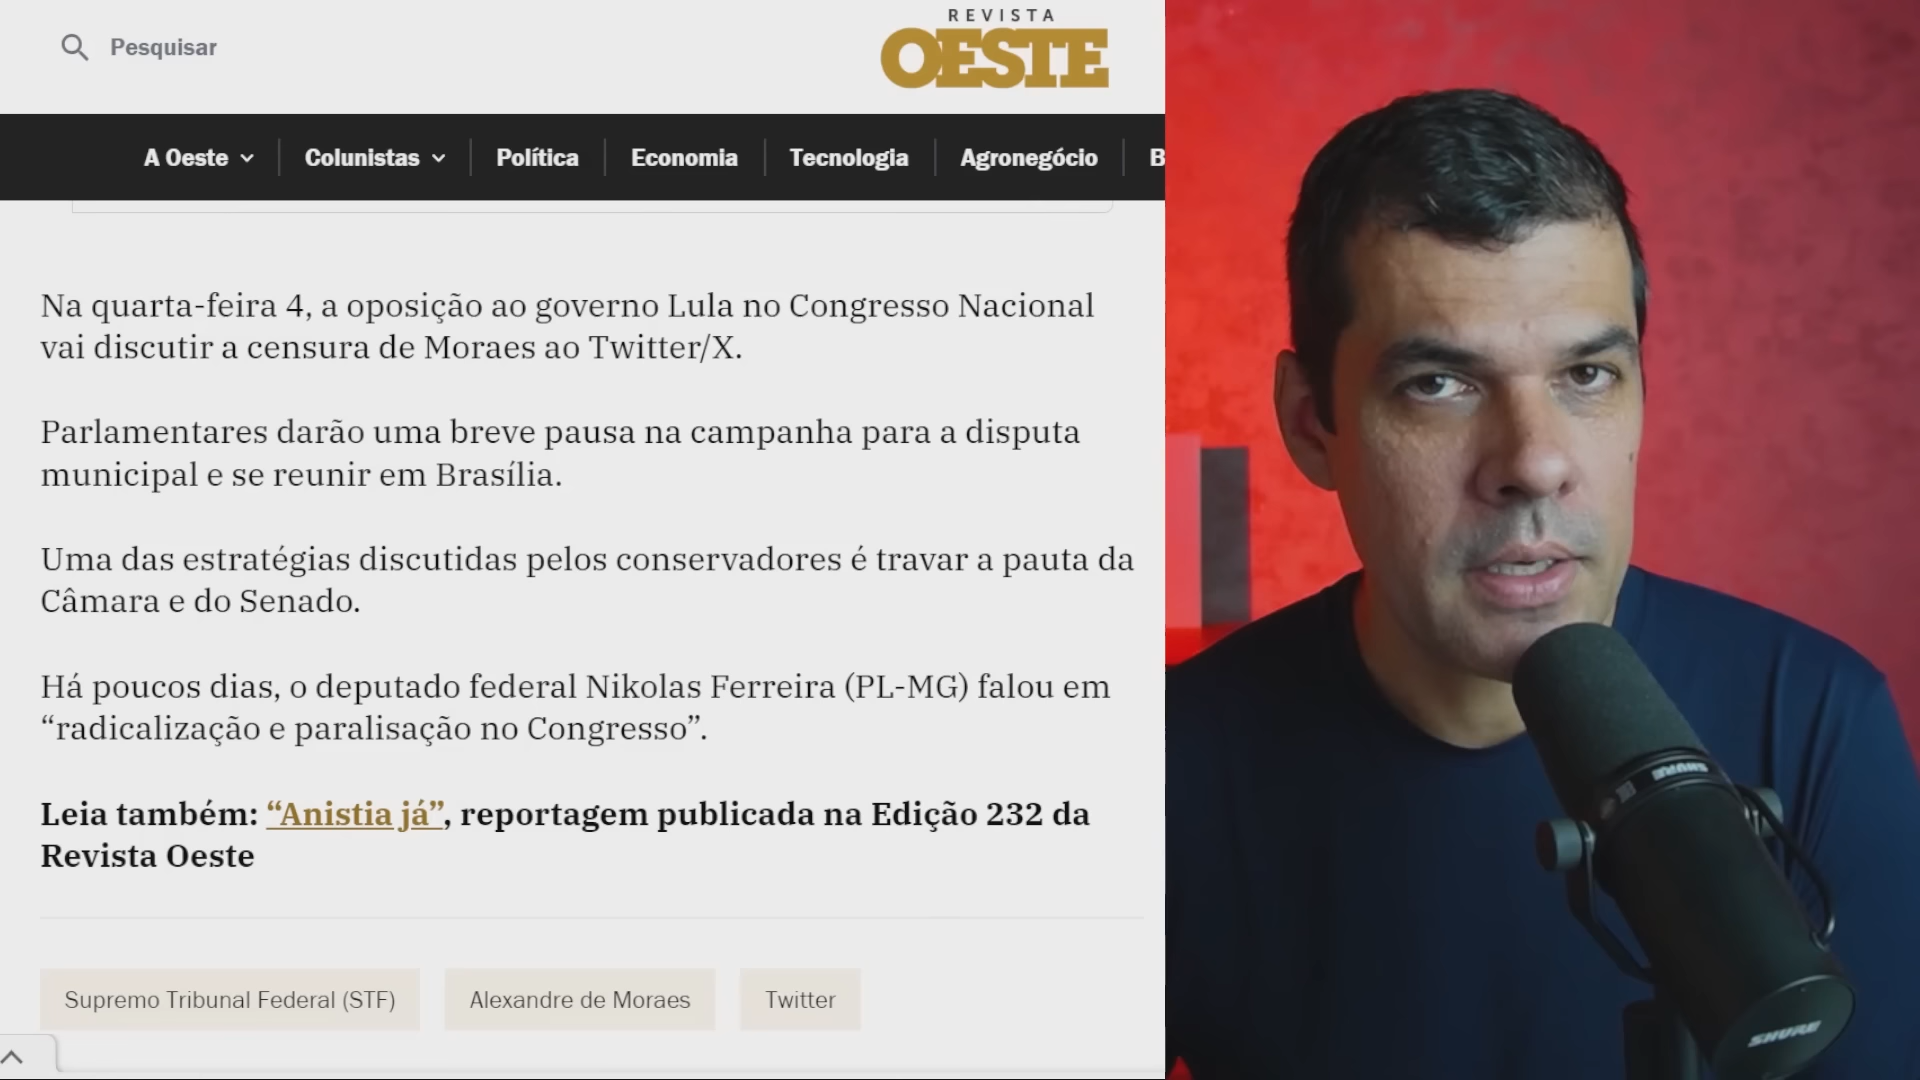 Pesquisar
REVISTA
OESTE
A Oeste
Colunistas
Política
Economia
Tecnologia
Agronegócio
B
Na quarta-feira 4, a oposição ao governo Lula no Congresso Nacional
vai discutir a censura de Moraes ao Twitter/X.
Parlamentares darão uma breve pausa na campanha para a disputa
municipal e se reunir em Brasília.
Uma das estratégias discutidas pelos conservadores é travar a pauta da
Câmara e do Senado.
Há poucos dias, o deputado federal Nikolas Ferreira (PL-MG) falou em
“radicalização e paralisação no Congresso”.
Leia também: “Anistia já”, reportagem publicada na Edição 232 da
Revista Oeste
Supremo Tribunal Federal (STF)
Alexandre de Moraes
Twitter
SHURE
SHURE